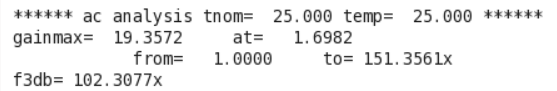 ****** ac analysis tnom= 25.000 temp= 25.000 ******
gainmax= 19.3572 at= 1.6982
from= 1.0000 to= 151.3561x
f3db= 102.3077x